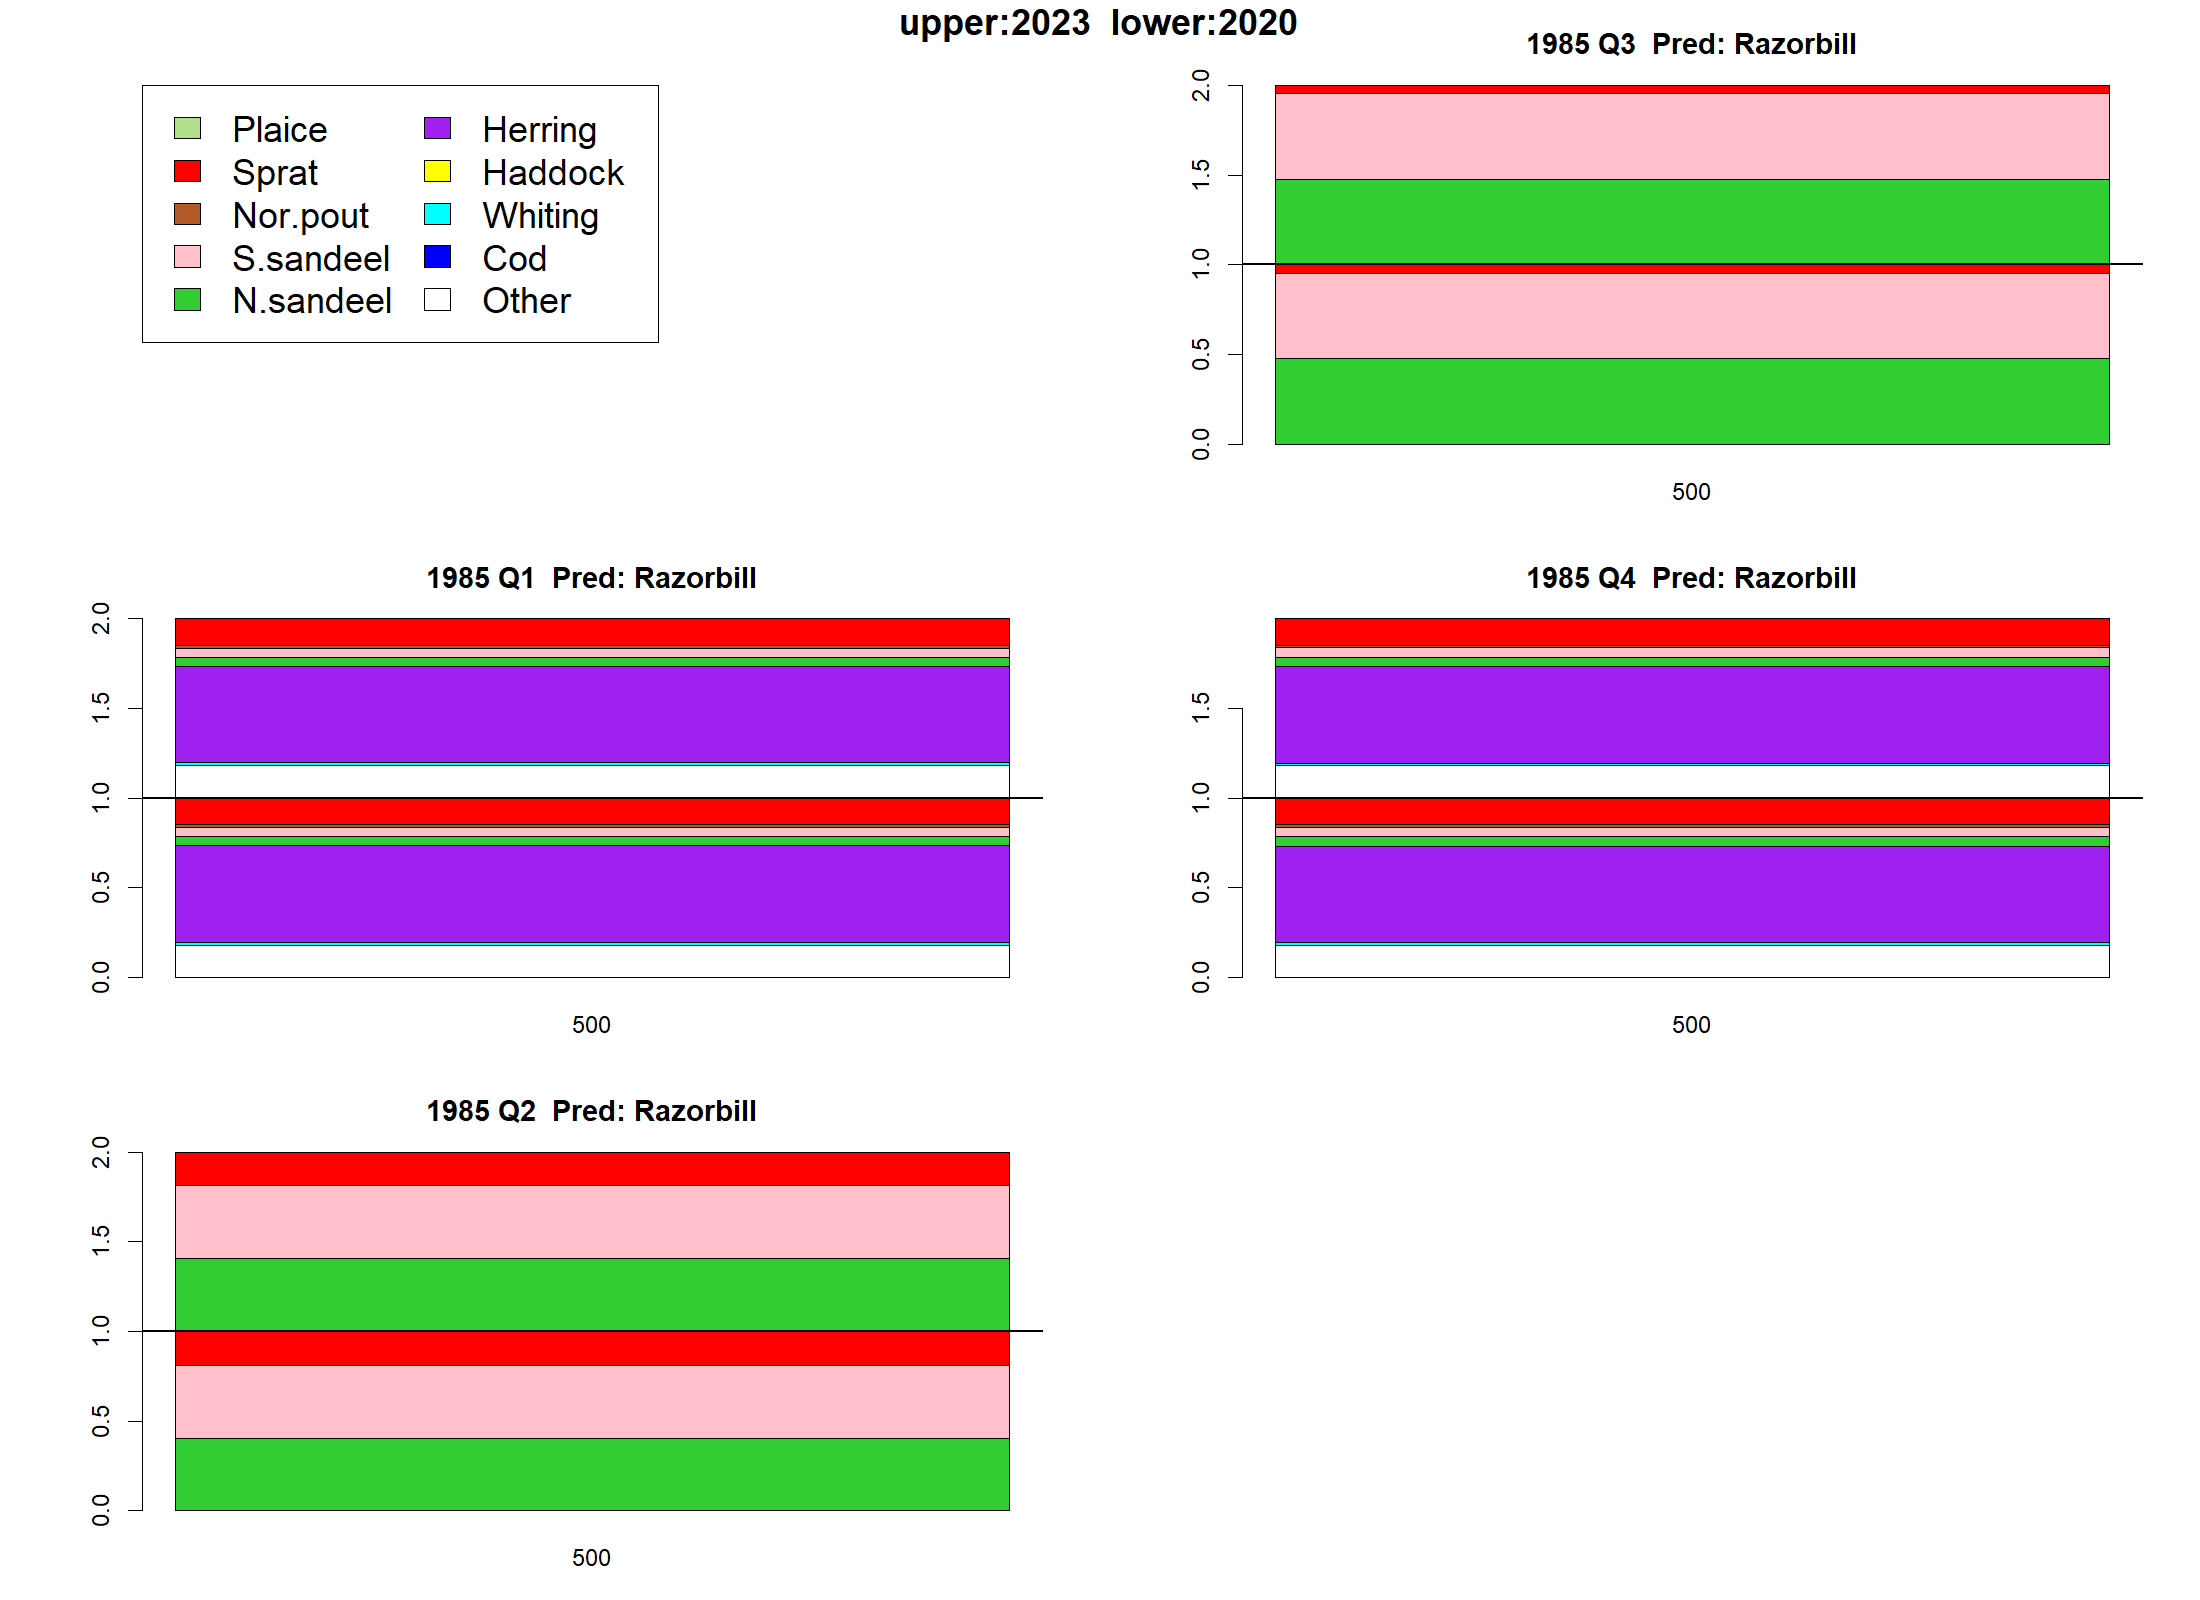 upper:2023  lower:2020
Plaice
Sprat
Nor.pout
S.sandeel
N.sandeel
Herring
Haddock
Whiting
Cod
Other
1985 Q3  Pred: Razorbill
2.0
1.5
1.0
0.5
0.0
500
1985 Q1  Pred: Razorbill
2.0
1.5
1.0
0.5
0.0
500
1985 Q4  Pred: Razorbill
1.5
1.0
0.5
0.0
500
1985 Q2  Pred: Razorbill
2.0
1.5
1.0
0.5
0.0
500